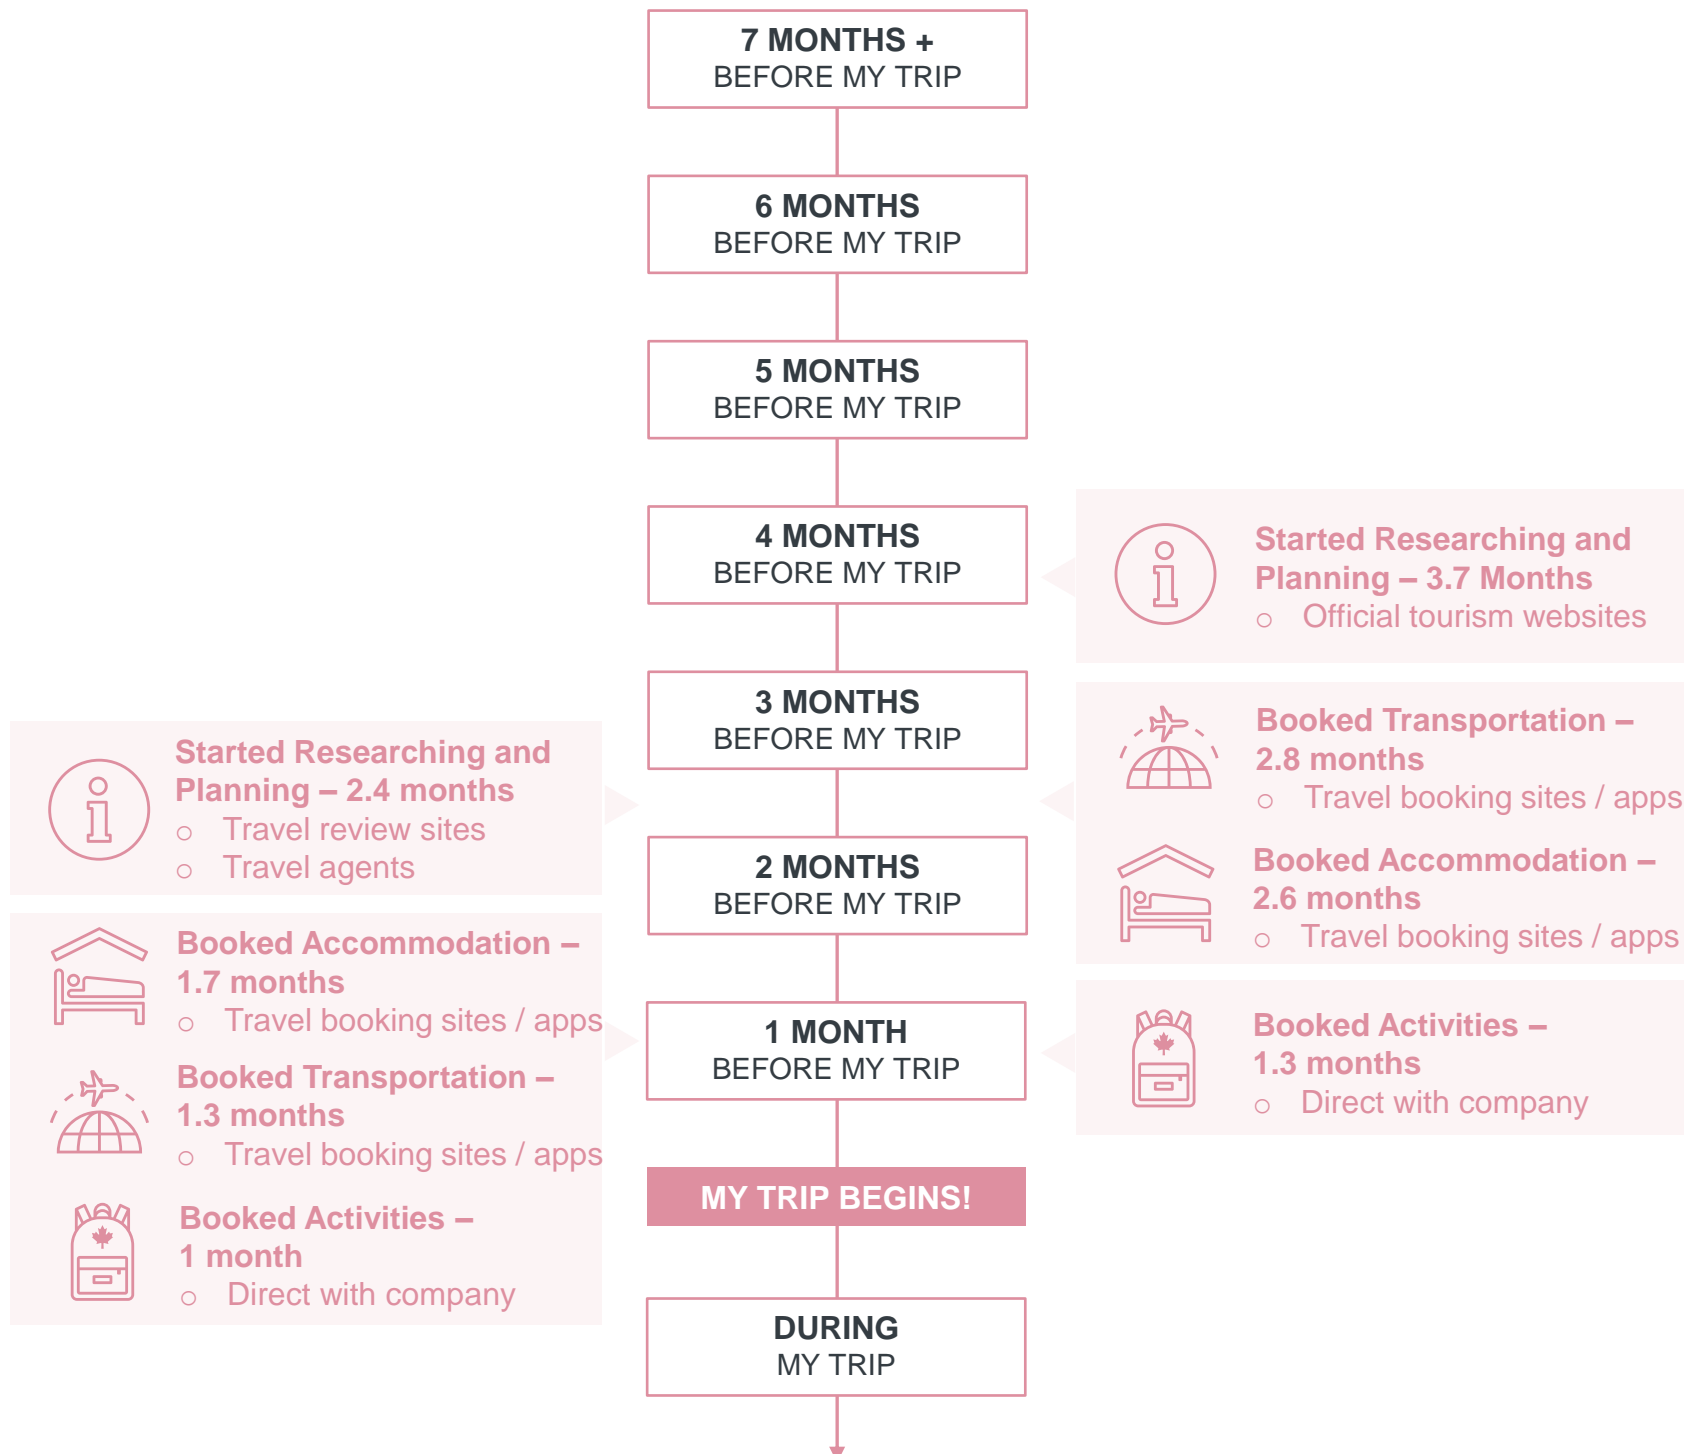 7 MONTHS +
BEFORE MY TRIP
6 MONTHS
BEFORE MY TRIP
5 MONTHS
BEFORE MY TRIP
4 MONTHS
BEFORE MY TRIP
Started Researching and
Planning – 3.7 Months
○ Official tourism websites
3 MONTHS
BEFORE MY TRIP
Started Researching and
Planning – 2.4 months
○ Travel review sites
○ Travel agents
Booked Transportation –
2.8 months
○ Travel booking sites / apps
Booked Accommodation –
2.6 months
○ Travel booking sites / apps
2 MONTHS
BEFORE MY TRIP
Booked Accommodation –
1.7 months
○ Travel booking sites / apps
Booked Transportation –
1.3 months
○ Travel booking sites / apps
Booked Activities –
1 month
○ Direct with company
1 MONTH
BEFORE MY TRIP
Booked Activities –
1.3 months
○ Direct with company
MY TRIP BEGINS!
DURING
MY TRIP